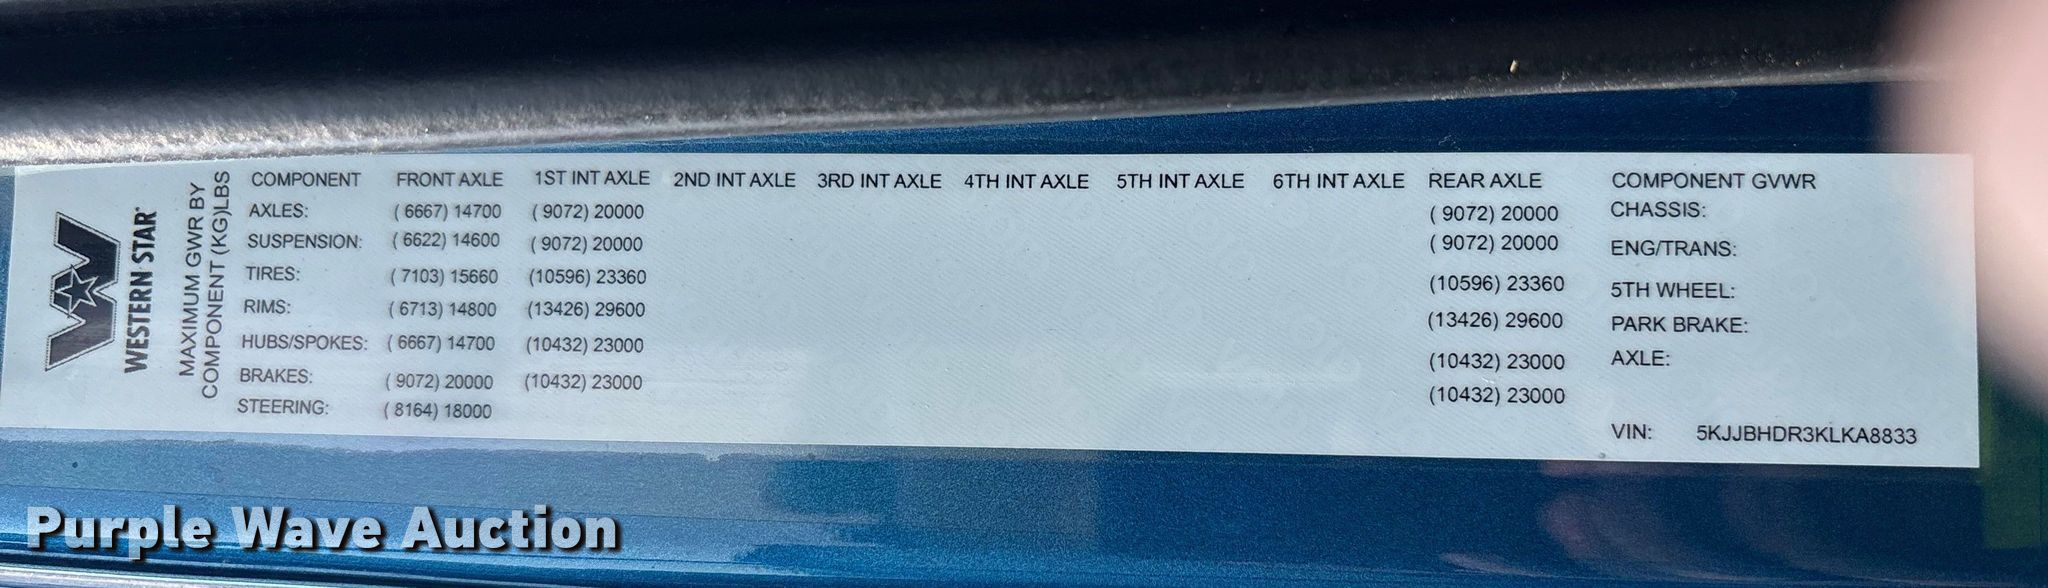 WESTERN STAR
MAXIMUM GWR BY
COMPONENT (KG)LBS
COMPONENT FRONT AXLE 1ST INT AXLE 2ND INT AXLE 3RD INT AXLE 4TH INT AXLE 5TH INT AXLE 6TH INT AXLE REAR AXLE COMPONENT GVWR
AXLES: ( 6667) 14700 ( 9072) 20000 ( 9072) 20000 CHASSIS:
SUSPENSION: ( 6622) 14600 ( 9072) 20000 ( 9072) 20000 ENG/TRANS:
TIRES: ( 7103) 15660 (10596) 23360 (10596) 23360 5TH WHEEL:
RIMS: ( 6713) 14800 (13426) 29600 (13426) 29600 PARK BRAKE:
HUBS/SPOKES: ( 6667) 14700 (10432) 23000 (10432) 23000 AXLE:
BRAKES: ( 9072) 20000 (10432) 23000 (10432) 23000
STEERING: ( 8164) 18000
VIN: 5KJJBHDR3KLKA8833
Purple Wave Auction